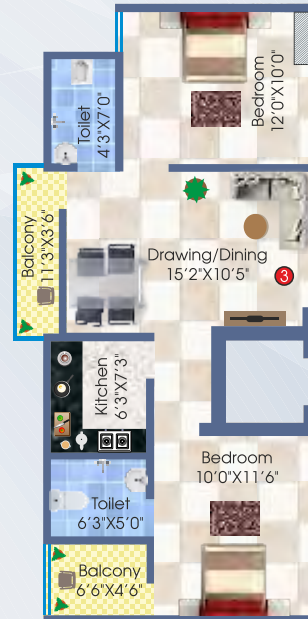 Toilet
4'3"X7'0"
Bedroom
12'0"X10'0"
Balcony
11'3"X3'6"
Drawing/Dining
15'2"X10'5"
3
Kitchen
6'3"X7'3"
Bedroom
10'0"X11'6"
Toilet
6'3"X5'0"
Balcony
6'6"X4'6"